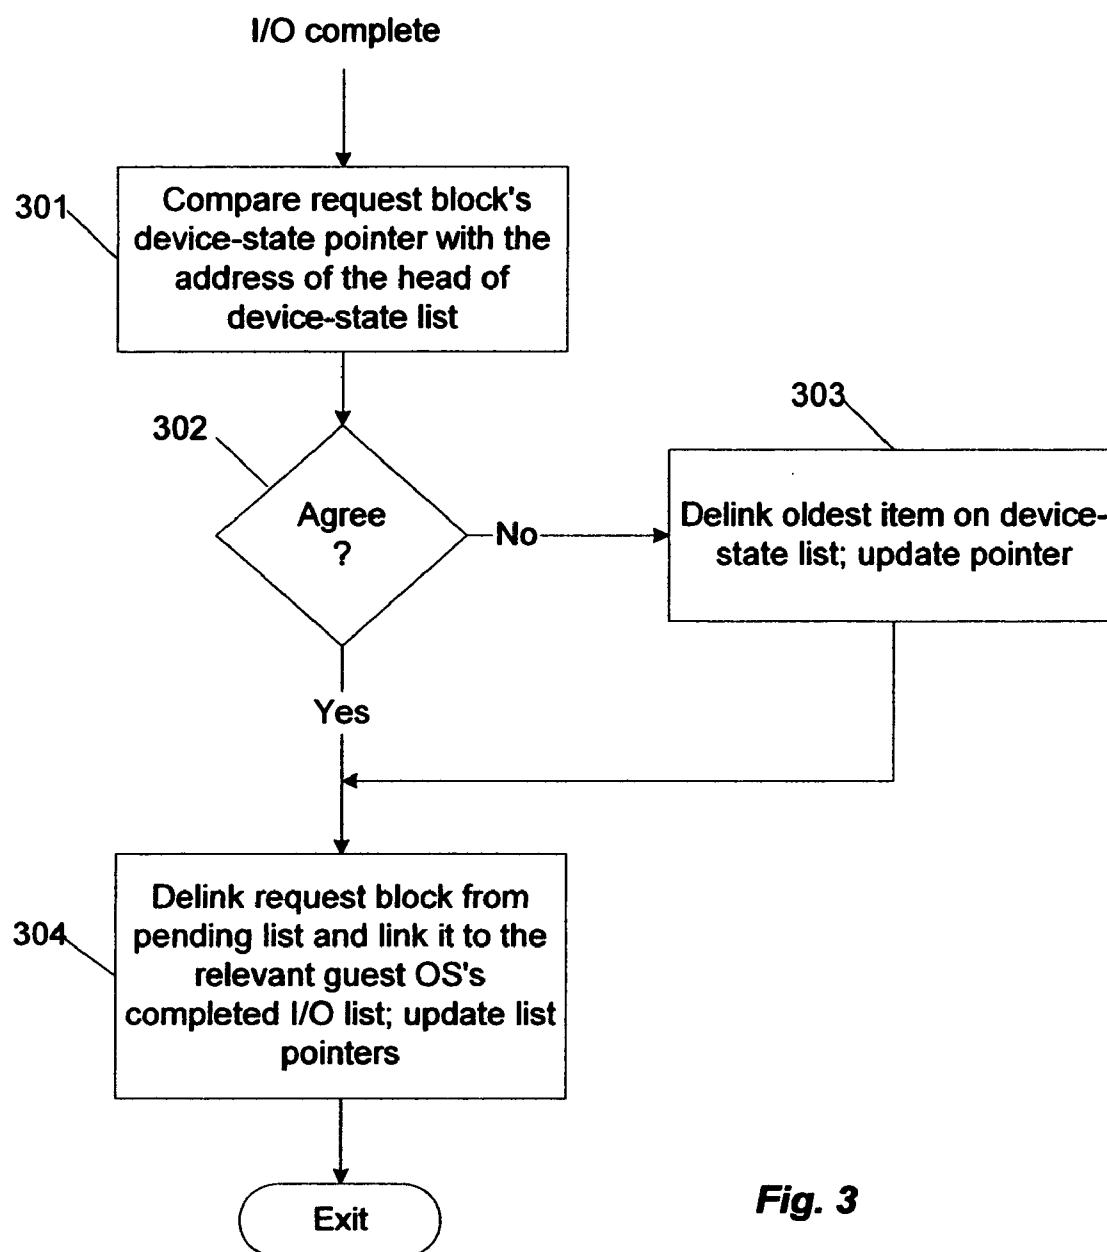 I/O complete
301
Compare request block's
device-state pointer with the
address of the head of
device-state list
302
Agree
?
No
303
Delink oldest item on device-
state list; update pointer
Yes
304
Delink request block from
pending list and link it to the
relevant guest OS's
completed I/O list; update list
pointers
Exit
Fig. 3